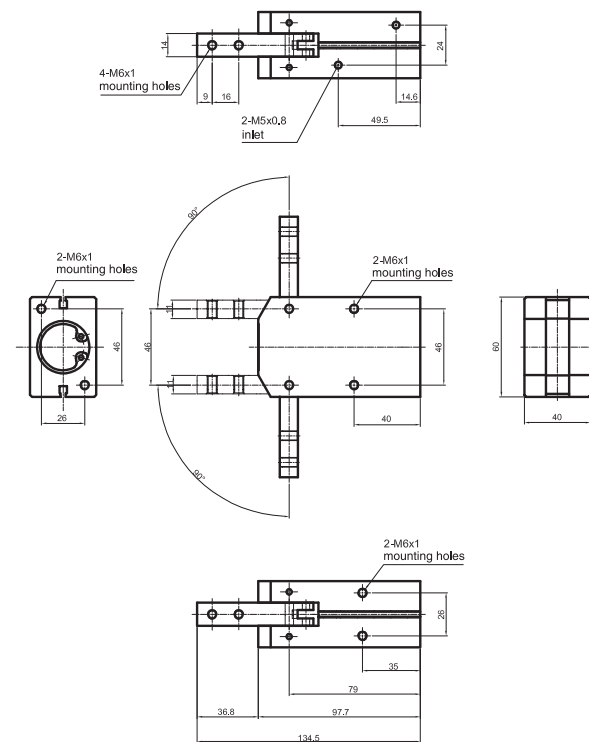 14
4-M6x1
mounting holes
9
16
2-M5x0.8
inlet
24
14.6
49.5
90°
2-M6x1
mounting holes
2-M6x1
mounting holes
11
46
46
46
60
11
26
40
40
90°
2-M6x1
mounting holes
26
35
79
36.8
97.7
134.5